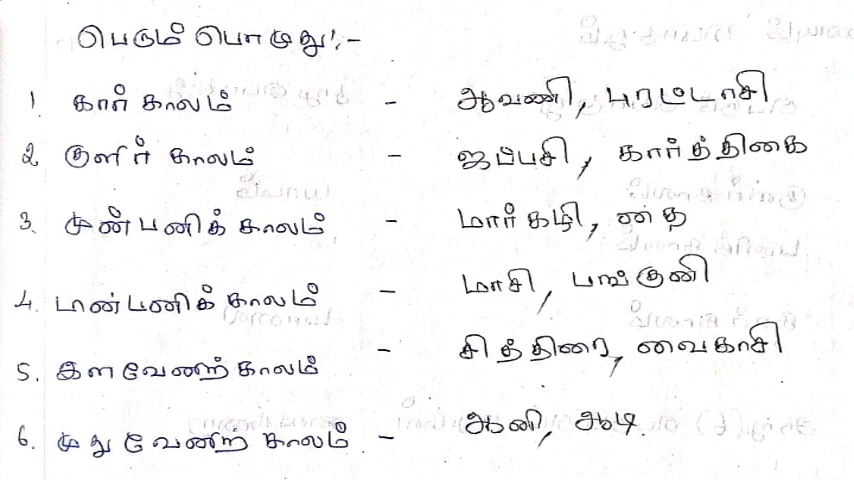 பெரும் பொழுது:-
1. கார் காலம் - ஆவணி, புரட்டாசி
2. குளிர் காலம் - ஐப்பசி, கார்த்திகை
3. முன்பனிக் காலம் - மார்கழி, தை
4. பின்பனிக் காலம் - மாசி, பங்குனி
5. இளவேனிற்காலம் - சித்திரை, வைகாசி
6. முதுவேனிற் காலம் - ஆனி, ஆடி.